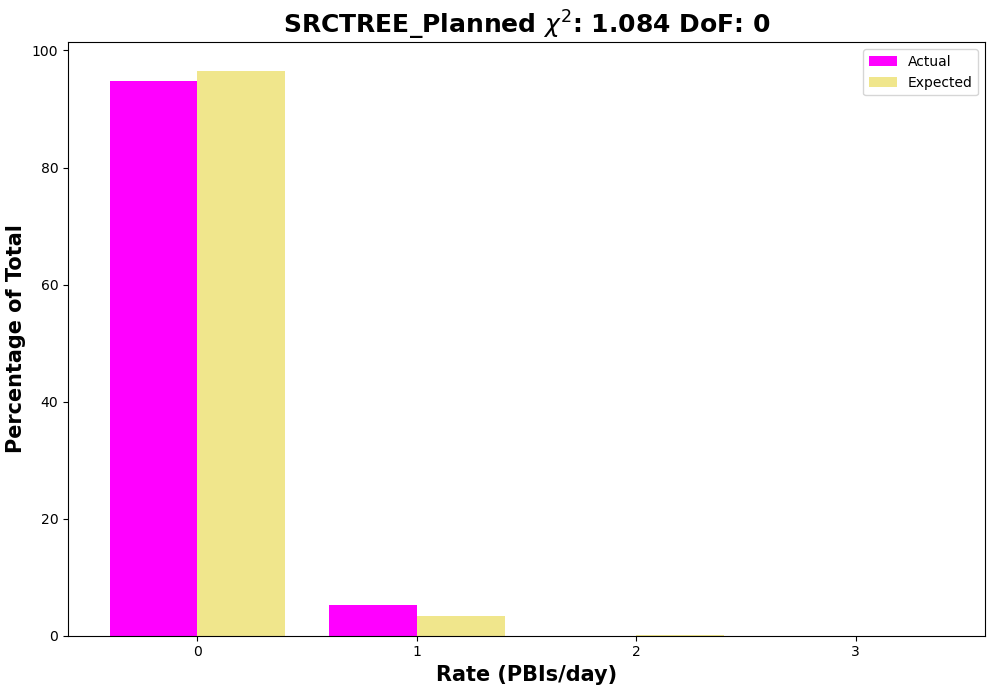 SRCTREE_Planned χ²: 1.084 DoF: 0
Actual
Expected
100
80
60
40
20
0
Percentage of Total
0 1 2 3
Rate (PBIs/day)